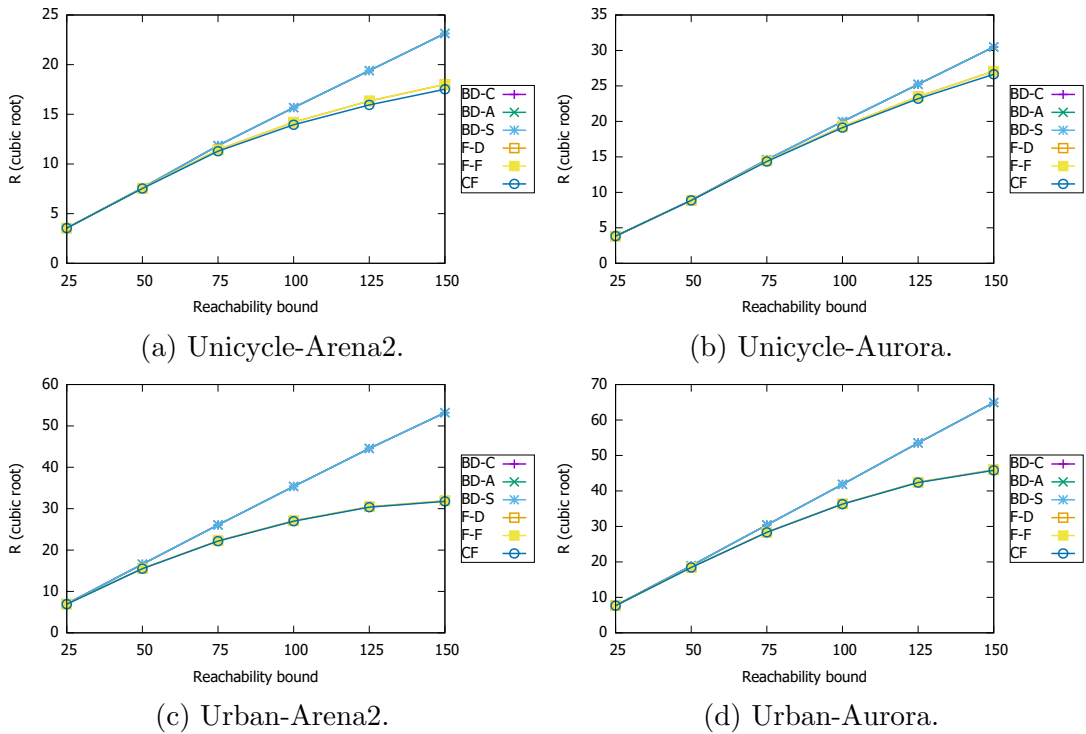 25
20
15
10
5
0
R (cubic root)
25 50 75 100 125 150
Reachability bound
BD-C
BD-A
BD-S
F-D
F-F
CF
(a) Unicycle-Arena2.
35
30
25
20
15
10
5
0
R (cubic root)
25 50 75 100 125 150
Reachability bound
BD-C
BD-A
BD-S
F-D
F-F
CF
(b) Unicycle-Aurora.
60
50
40
30
20
10
0
R (cubic root)
25 50 75 100 125 150
Reachability bound
BD-C
BD-A
BD-S
F-D
F-F
CF
(c) Urban-Arena2.
70
60
50
40
30
20
10
0
R (cubic root)
25 50 75 100 125 150
Reachability bound
BD-C
BD-A
BD-S
F-D
F-F
CF
(d) Urban-Aurora.